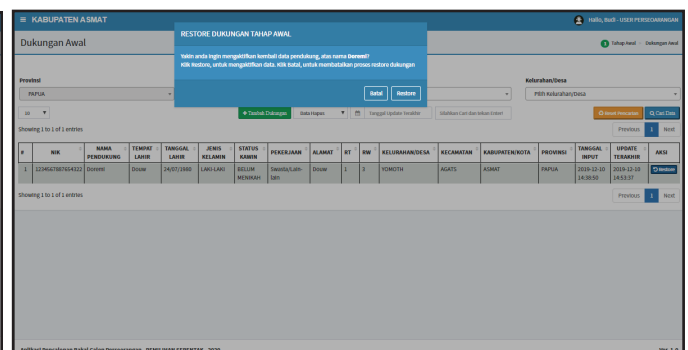 KABUPATEN ASMAT
Hallo, Budi - USER PERSEORANGAN
RESTORE DUKUNGAN TAHAP AWAL
Yakin anda ingin mengaktifkan kembali data pendukung, atas nama Doremi?
Klik Restore, untuk mengaktifkan data. Klik Batal, untuk membatalkan proses restore dukungan
Batal Restore
Dukungan Awal
Tahap Awal - Dukungan Awal
Provinsi Kelurahan/Desa
PAPUA Pilih Kelurahan/Desa
10 + Tambah Dukungan Data Hapus Tanggal Update Terakhir Reset Pencarian Cari Data
Showing 1 to 1 of 1 entries Previous 1 Next
# NIK NAMA PENDUKUNG TEMPAT LAHIR TANGGAL LAHIR JENIS KELAMIN STATUS KAWIN PEKERJAAN ALAMAT RT RW KELURAHAN/DESA KECAMATAN KABUPATEN/KOTA PROVINSI TANGGAL INPUT UPDATE TERAKHIR AKSI
1 1234567887654322 Doremi Dosar 24/07/1980 LAKI-LAKI BELUM MENIKAH Swasta/Lain-lain Dosar 1 3 YOMOTH AGATS ASMAT PAPUA 2019-12-10 14:38:50 2019-12-10 14:53:37 Restore
Showing 1 to 1 of 1 entries Previous 1 Next